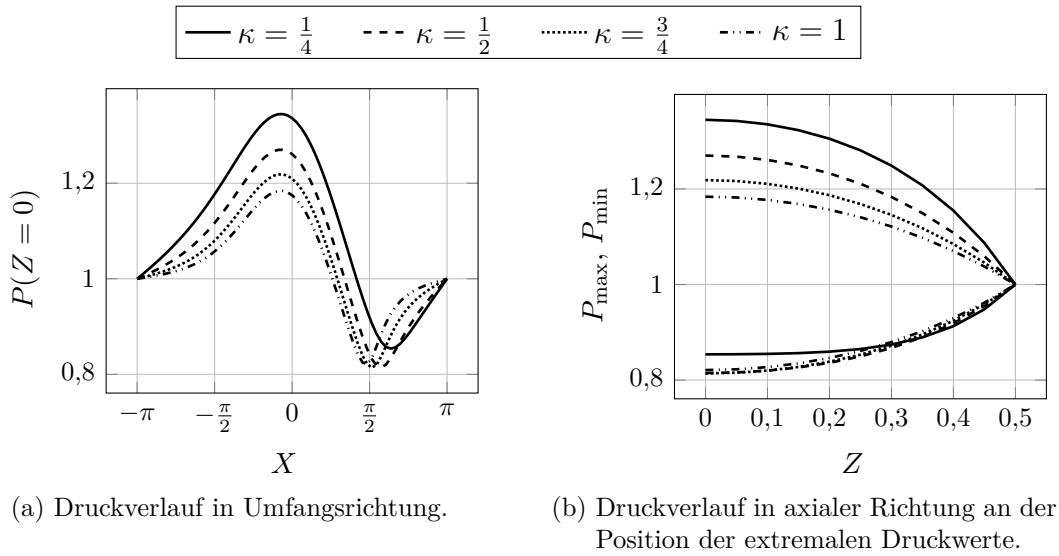 κ = 1/4 κ = 1/2 κ = 3/4 κ = 1
P(Z = 0)
1,2
1
0,8
−π −π/2 0 π/2 π
X
P_max, P_min
1,2
1
0,8
0 0,1 0,2 0,3 0,4 0,5
Z
(a) Druckverlauf in Umfangsrichtung.
(b) Druckverlauf in axialer Richtung an der
Position der extremalen Druckwerte.